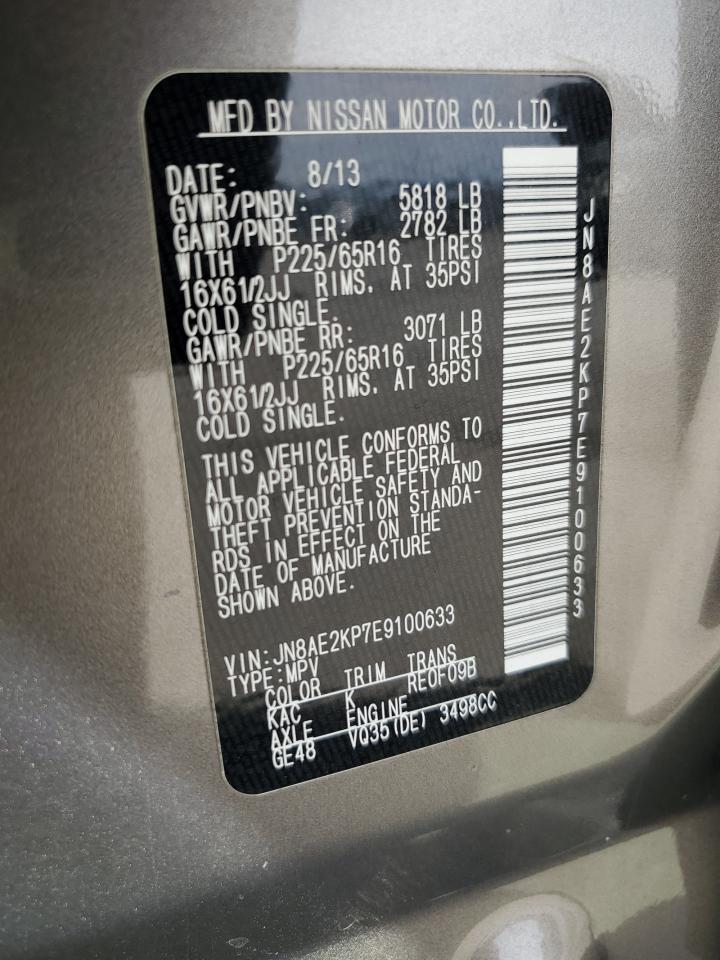 MFD BY NISSAN MOTOR CO.,LTD.
DATE: 8/13
GVWR/PNBV: 5818 LB
GAWR/PNBE FR: 2782 LB
WITH P225/65R16 TIRES
16X61/2JJ RIMS, AT 35PSI
COLD SINGLE.
GAWR/PNBE RR: 3071 LB
WITH P225/65R16 TIRES
16X61/2JJ RIMS, AT 35PSI
COLD SINGLE.
THIS VEHICLE CONFORMS TO
ALL APPLICABLE FEDERAL
MOTOR VEHICLE SAFETY AND
THEFT PREVENTION STANDA-
RDS IN EFFECT ON THE
DATE OF MANUFACTURE
SHOWN ABOVE.
VIN:JN8AE2KP7E9100633
TYPE:MPV
COLOR TRIM TRANS
KAC K RE0F09B
AXLE ENGINE
GE48 VQ35(DE) 3498CC
JN8AE2KP7E9100633